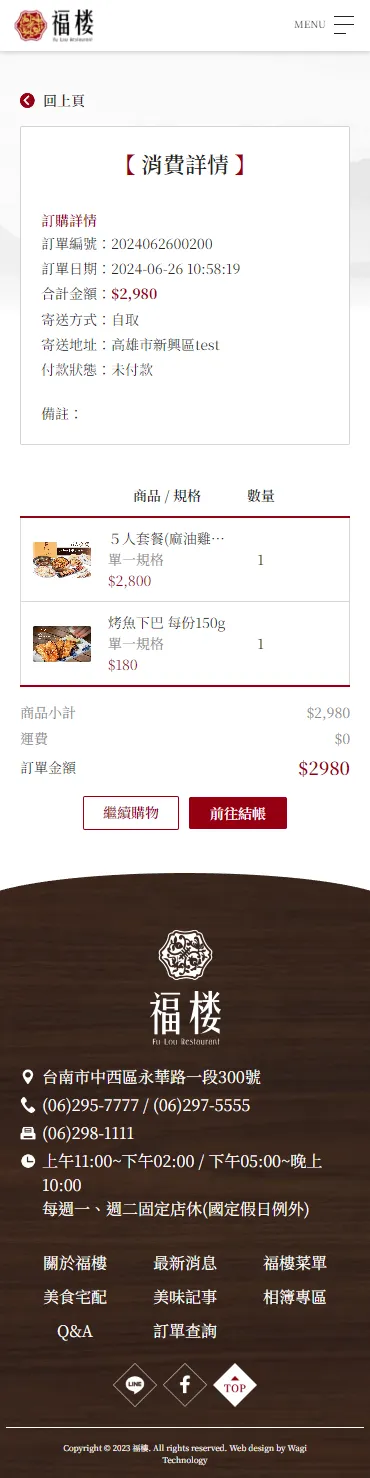 福楼
Fu Lou Restaurant
MENU
回上頁
【 消費詳情 】
訂購詳情
訂單編號：2024062600200
訂單日期：2024-06-26 10:58:19
合計金額：$2,980
寄送方式：自取
寄送地址：高雄市新興區test
付款狀態：未付款
備註：
商品 / 規格 數量
５人套餐(麻油雞…
單一規格 1
$2,800
烤魚下巴 每份150g
單一規格 1
$180
商品小計 $2,980
運費 $0
訂單金額 $2980
繼續購物 前往結帳
福楼
Fu Lou Restaurant
台南市中西區永華路一段300號
(06)295-7777 / (06)297-5555
(06)298-1111
上午11:00~下午02:00 / 下午05:00~晚上
10:00
每週一、週二固定店休(國定假日例外)
關於福樓 最新消息 福樓菜單
美食宅配 美味記事 相簿專區
Q&A 訂單查詢
LINE TOP
Copyright © 2023 福樓. All rights reserved. Web design by Wagi
Technology